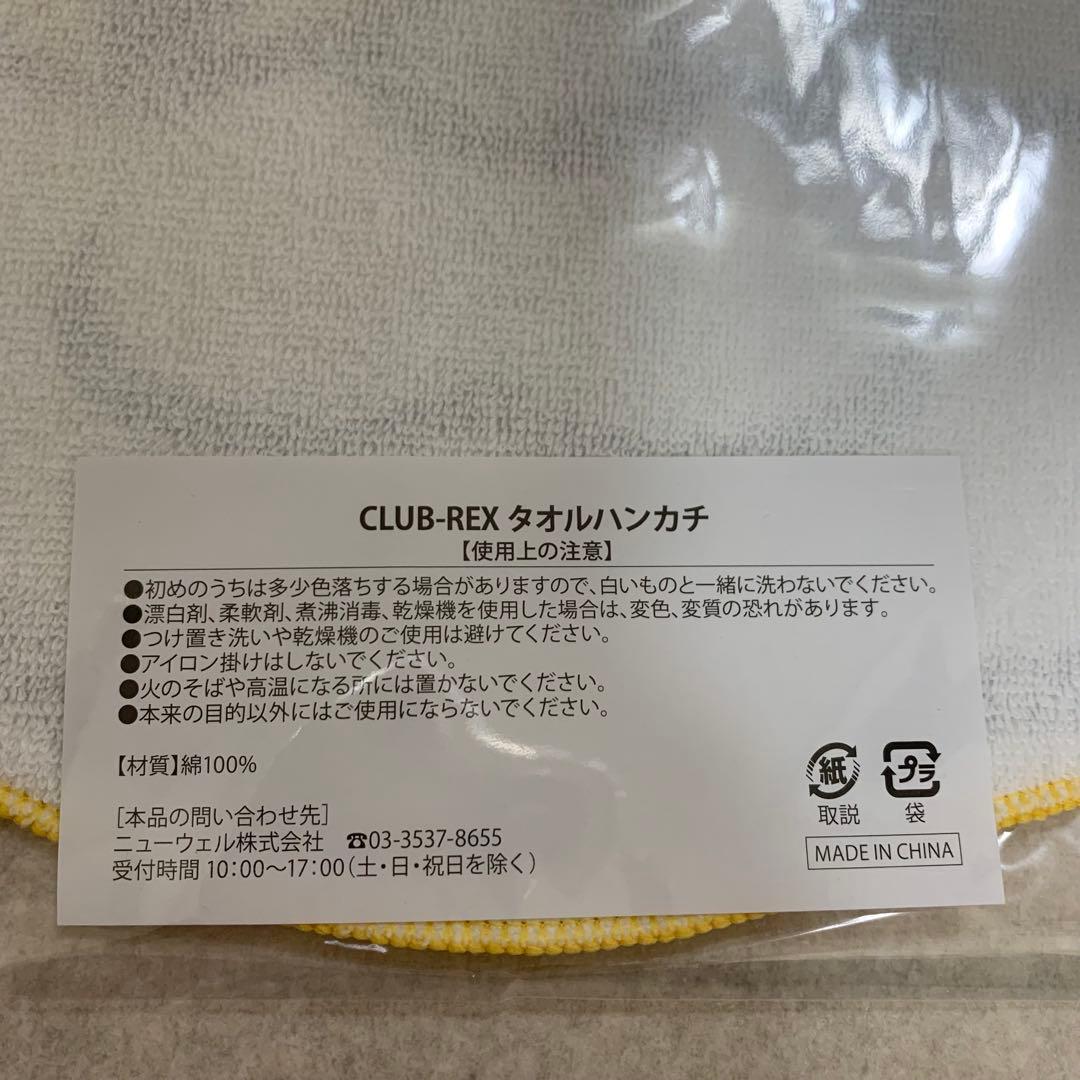 CLUB-REX タオルハンカチ
【使用上の注意】
●初めのうちは多少色落ちする場合がありますので、白いものと一緒に洗わないでください。
●漂白剤、柔軟剤、煮沸消毒、乾燥機を使用した場合は、変色、変質の恐れがあります。
●つけ置き洗いや乾燥機のご使用は避けてください。
●アイロン掛けはしないでください。
●火のそばや高温になる所には置かないでください。
●本来の目的以外にはご使用にならないでください。
【材質】綿100%
[本品の問い合わせ先]
ニューウェル株式会社 ☎03-3537-8655
受付時間 10:00〜17:00(土・日・祝日を除く)
紙 プラ
取説 袋
MADE IN CHINA